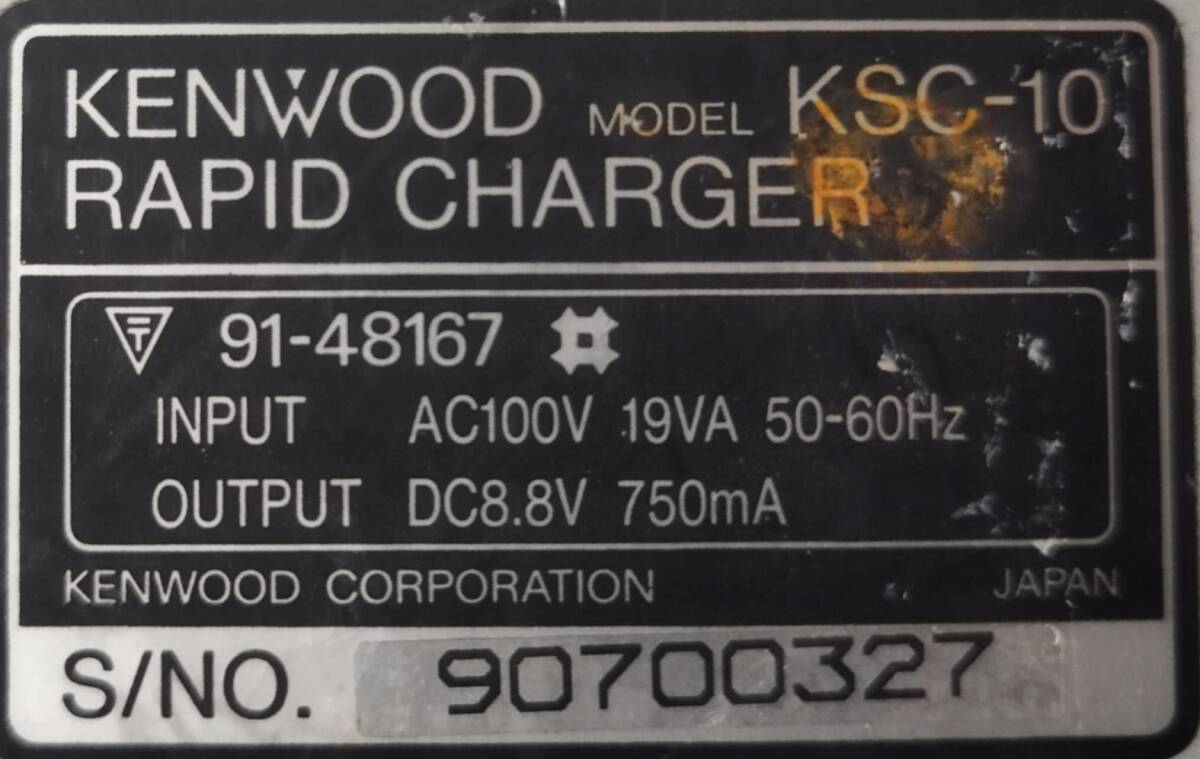 KENWOOD MODEL KSC-10
RAPID CHARGER
T 91-48167
INPUT AC100V 19VA 50-60Hz
OUTPUT DC8.8V 750mA
KENWOOD CORPORATION JAPAN
S/NO. 90700327